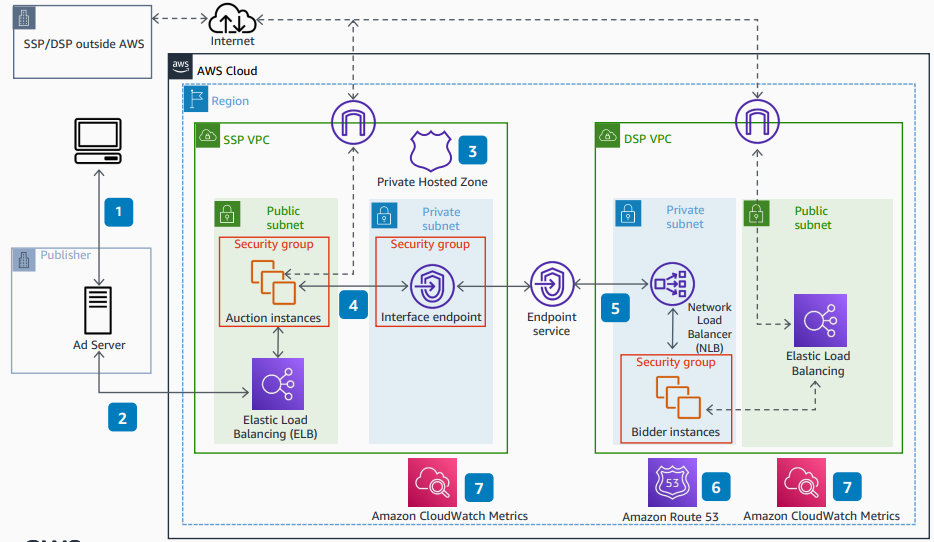 SSP/DSP outside AWS
Internet
aws
AWS Cloud
Region
SSP VPC
3
Private Hosted Zone
DSP VPC
1
Publisher
Ad Server
2
Public
subnet
Security group
Auction instances
Elastic Load
Balancing (ELB)
4
Private
subnet
Security group
Interface endpoint
Endpoint
service
5
Private
subnet
Network
Load
Balancer
(NLB)
Security group
Bidder instances
Public
subnet
Elastic Load
Balancing
7
Amazon CloudWatch Metrics
53
6
Amazon Route 53
7
Amazon CloudWatch Metrics